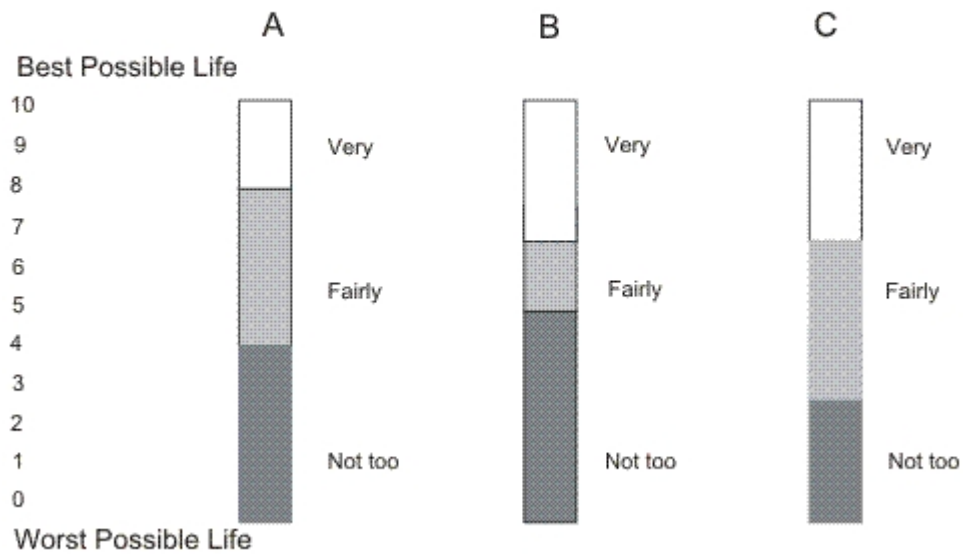 A B C
Best Possible Life
10
9 Very Very Very
8
7
6
5 Fairly Fairly Fairly
4
3
2
1 Not too Not too Not too
0
Worst Possible Life